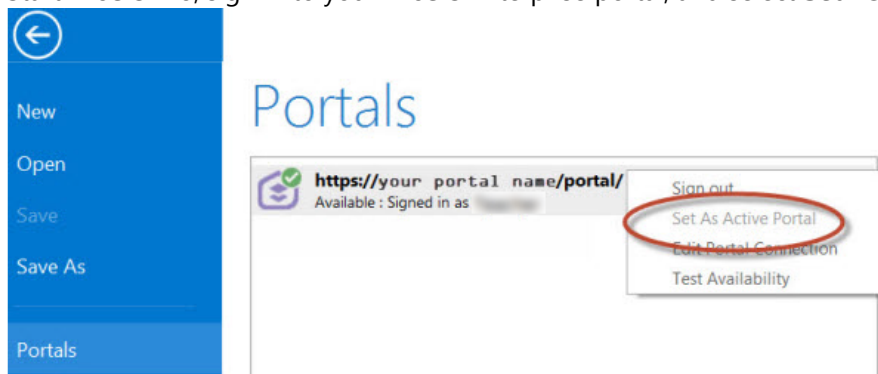 New
Open
Save
Save As
Portals
Portals
https://your portal name/portal/
Available : Signed in as
Sign out
Set As Active Portal
Edit Portal Connection
Test Availability